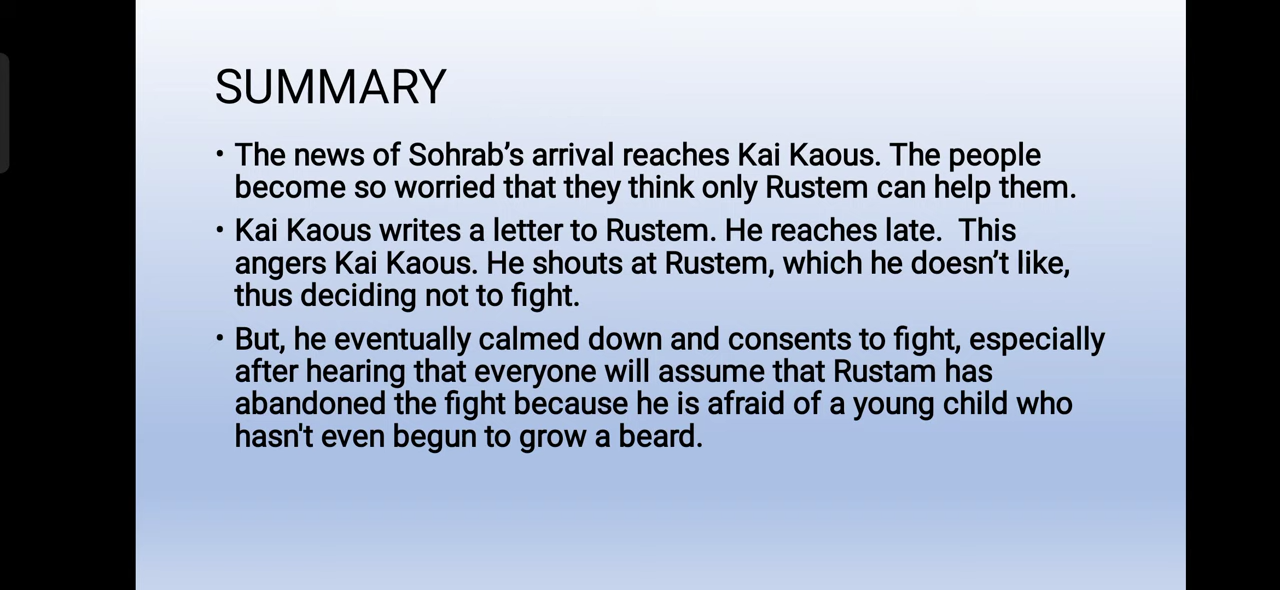 SUMMARY
• The news of Sohrab’s arrival reaches Kai Kaous. The people
become so worried that they think only Rustem can help them.
• Kai Kaous writes a letter to Rustem. He reaches late.  This
angers Kai Kaous. He shouts at Rustem, which he doesn’t like,
thus deciding not to fight.
• But, he eventually calmed down and consents to fight, especially
after hearing that everyone will assume that Rustam has
abandoned the fight because he is afraid of a young child who
hasn't even begun to grow a beard.